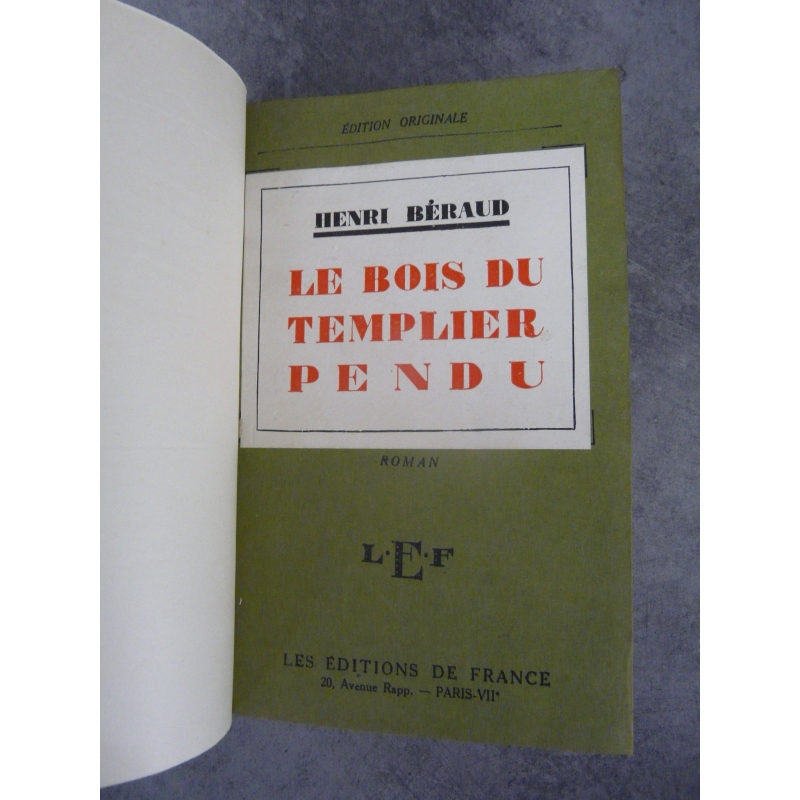 ÉDITION ORIGINALE
HENRI BÉRAUD
LE BOIS DU
TEMPLIER
PENDU
ROMAN
L·E·F
LES ÉDITIONS DE FRANCE
20, Avenue Rapp. — PARIS-VIIᵉ